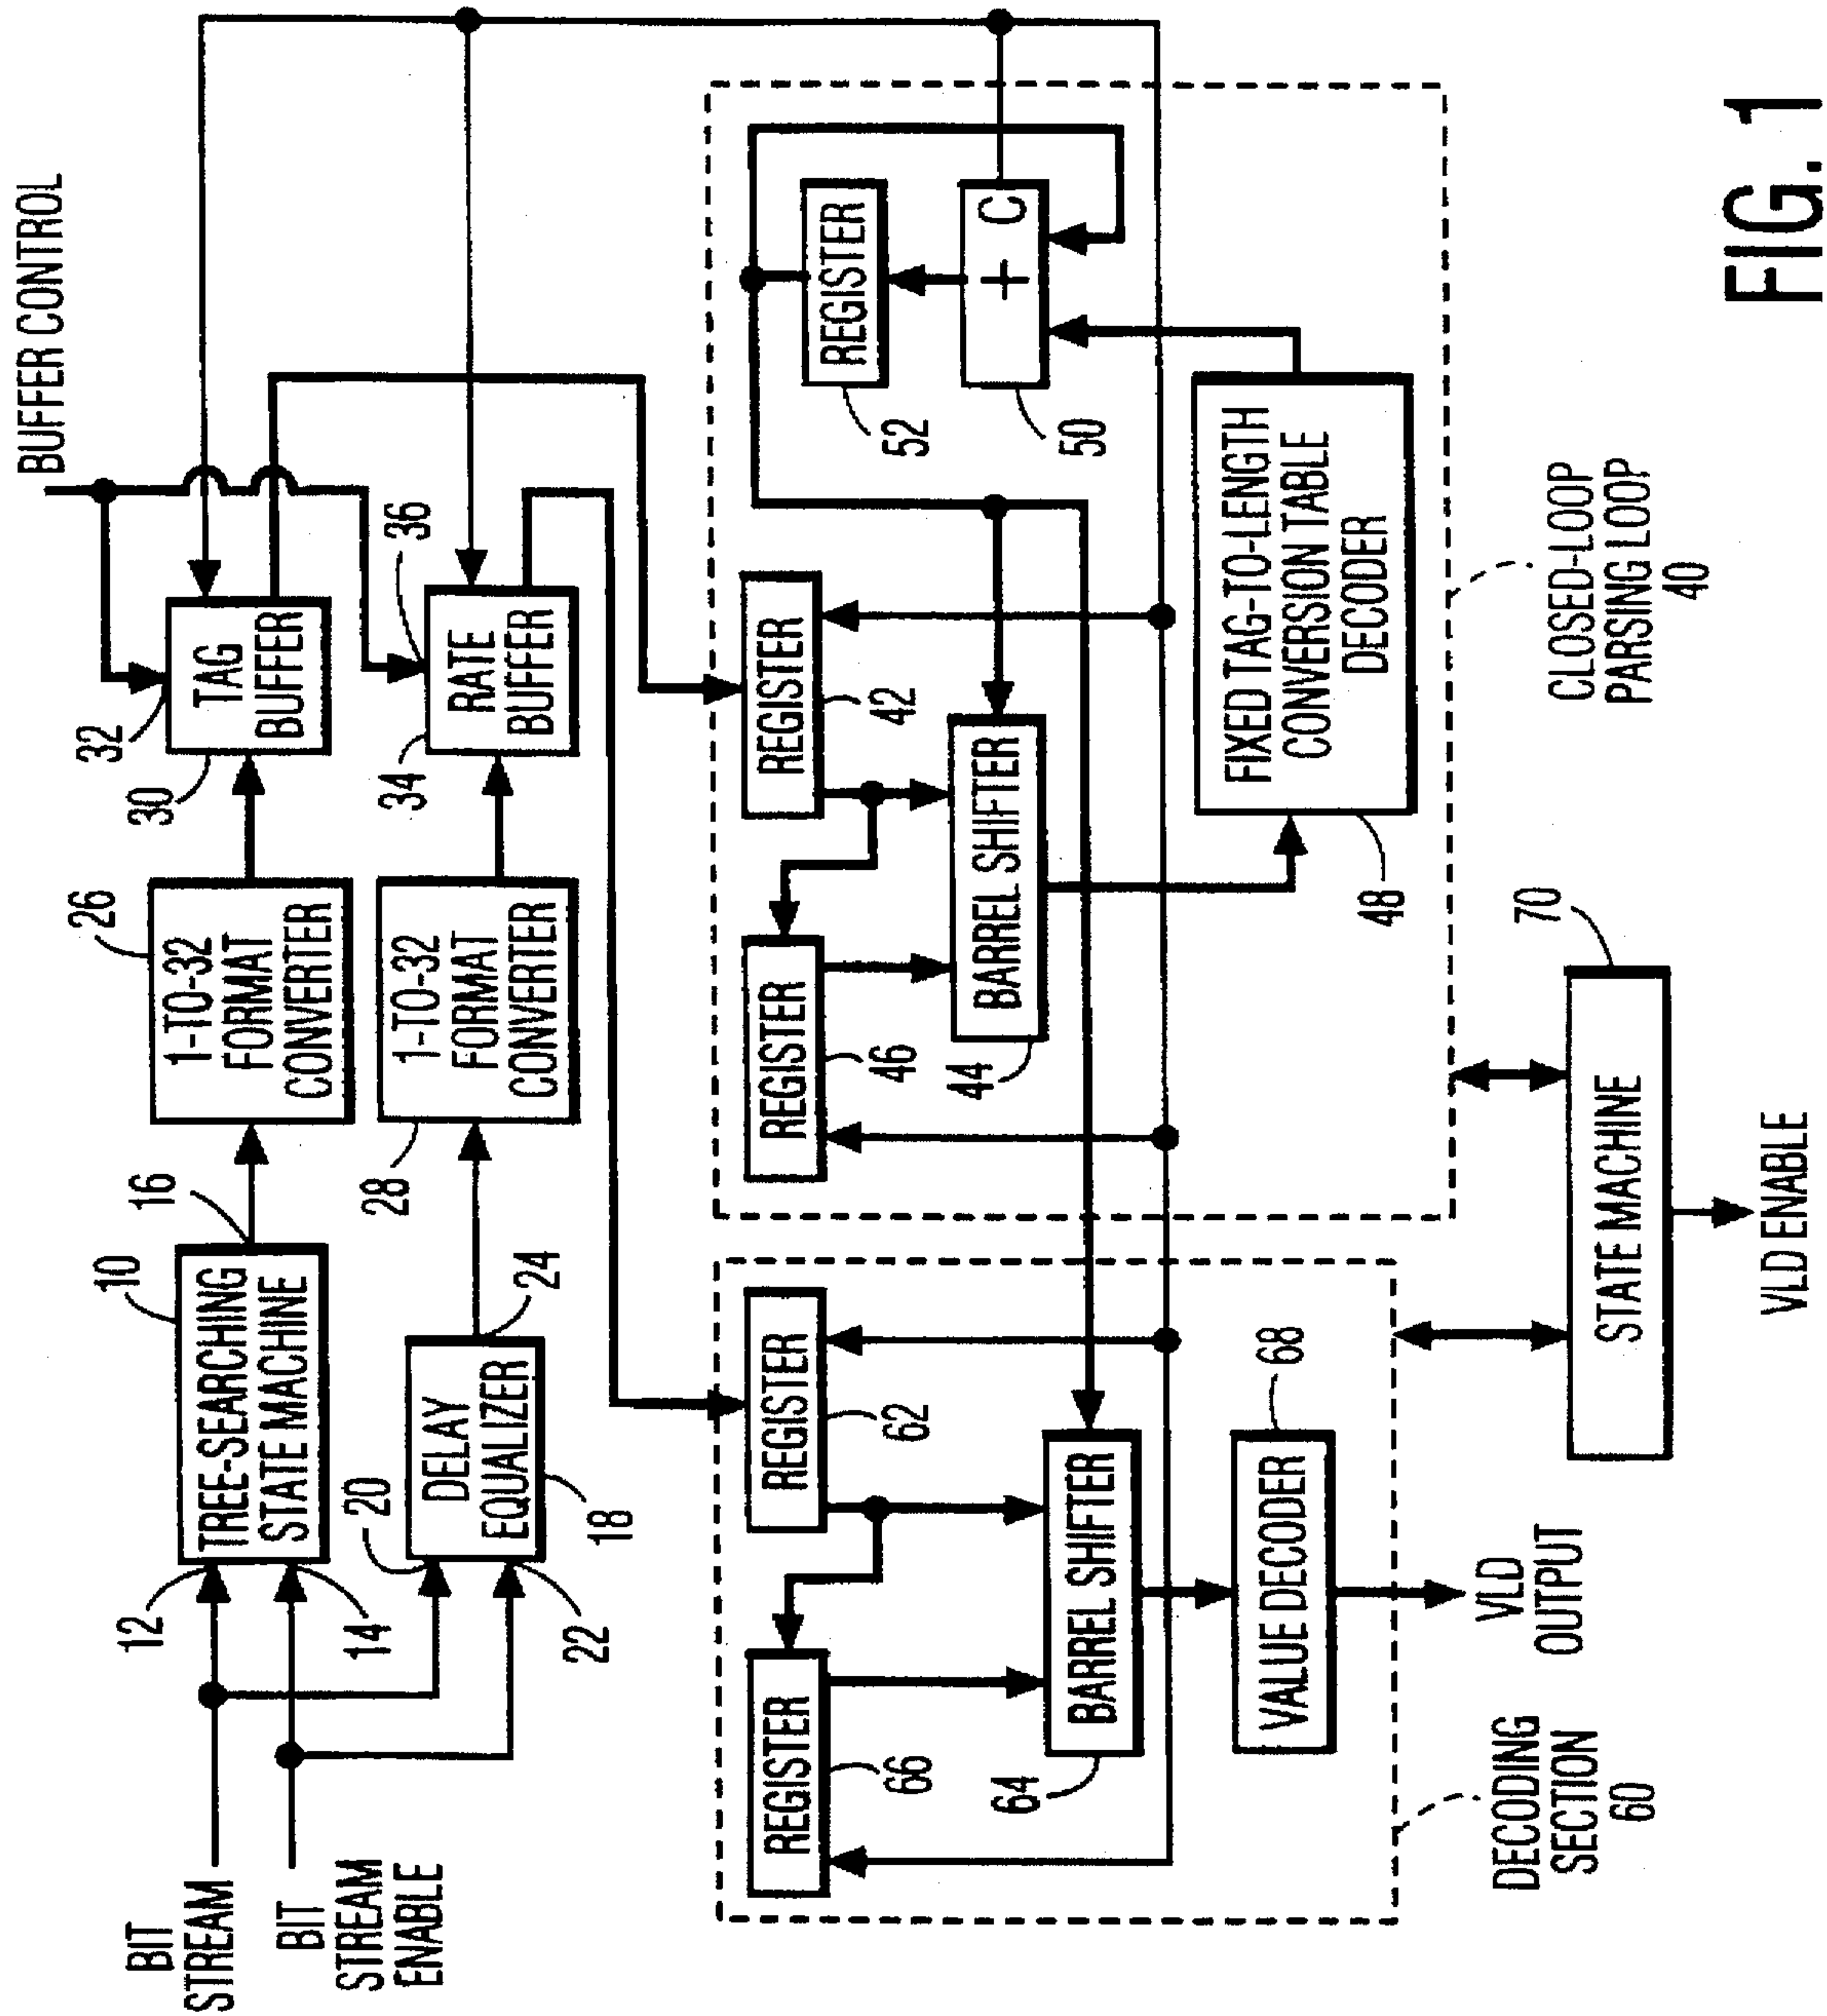 BIT
STREAM
BIT
STREAM
ENABLE
12
14
10
TREE-SEARCHING
STATE MACHINE
16
20
22
DELAY
EQUALIZER
18
24
26
1-TO-32
FORMAT
CONVERTER
28
1-TO-32
FORMAT
CONVERTER
30
32
TAG
BUFFER
34
36
RATE
BUFFER
BUFFER CONTROL
REGISTER
66
REGISTER
62
BARREL SHIFTER
64
VALUE DECODER
68
VLD
OUTPUT
DECODING
SECTION
60
REGISTER
46
REGISTER
42
BARREL SHIFTER
44
REGISTER
52
+ C
50
FIXED TAG-TO-LENGTH
CONVERSION TABLE
DECODER
48
CLOSED-LOOP
PARSING LOOP
40
70
STATE MACHINE
VLD ENABLE
FIG. 1